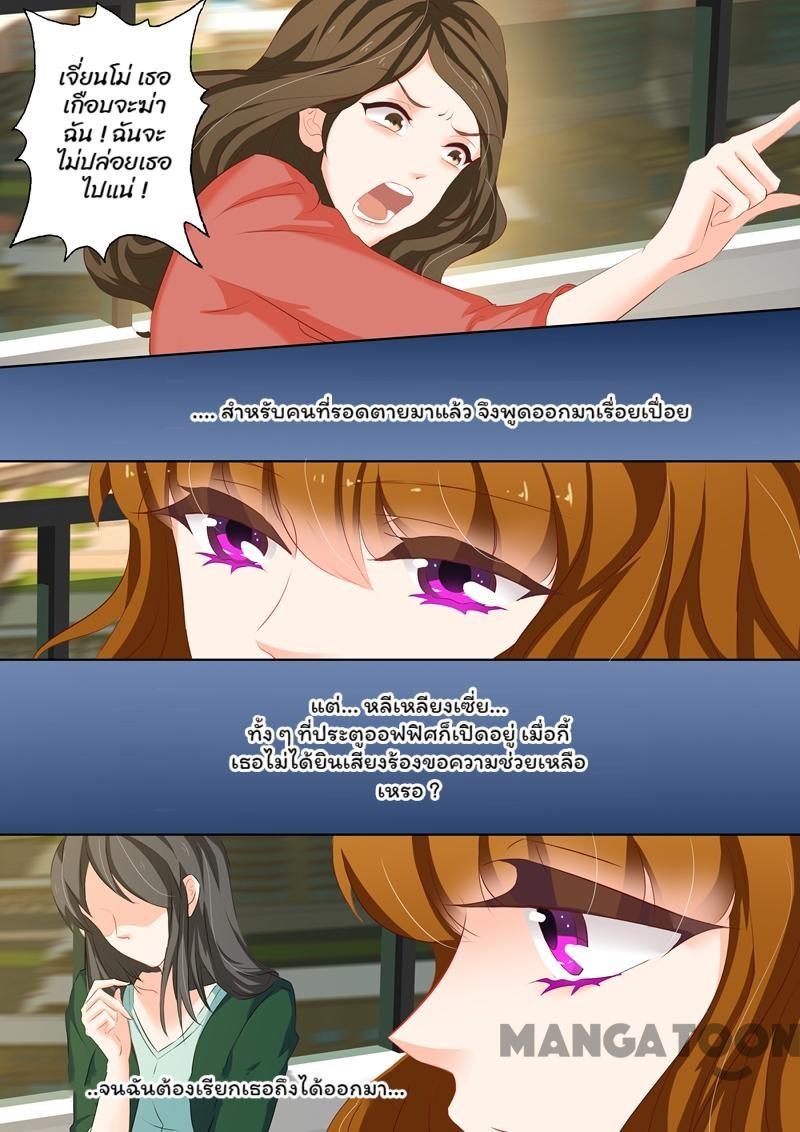 เจี่ยนโม่ เธอ
เกือบจะฆ่า
ฉัน ! ฉันจะ
ไม่ปล่อยเธอ
ไปแน่ !
.... สำหรับคนที่รอดตายมาแล้ว จึงพูดออกมาเรื่อยเปื่อย
แต่... หลีเหลียงเซี่ย...
ทั้ง ๆ ที่ประตูออฟฟิศก็เปิดอยู่ เมื่อกี้
เธอไม่ได้ยินเสียงร้องขอความช่วยเหลือ
เหรอ ?
MANGATOON
..จนฉันต้องเรียกเธอถึงได้ออกมา...